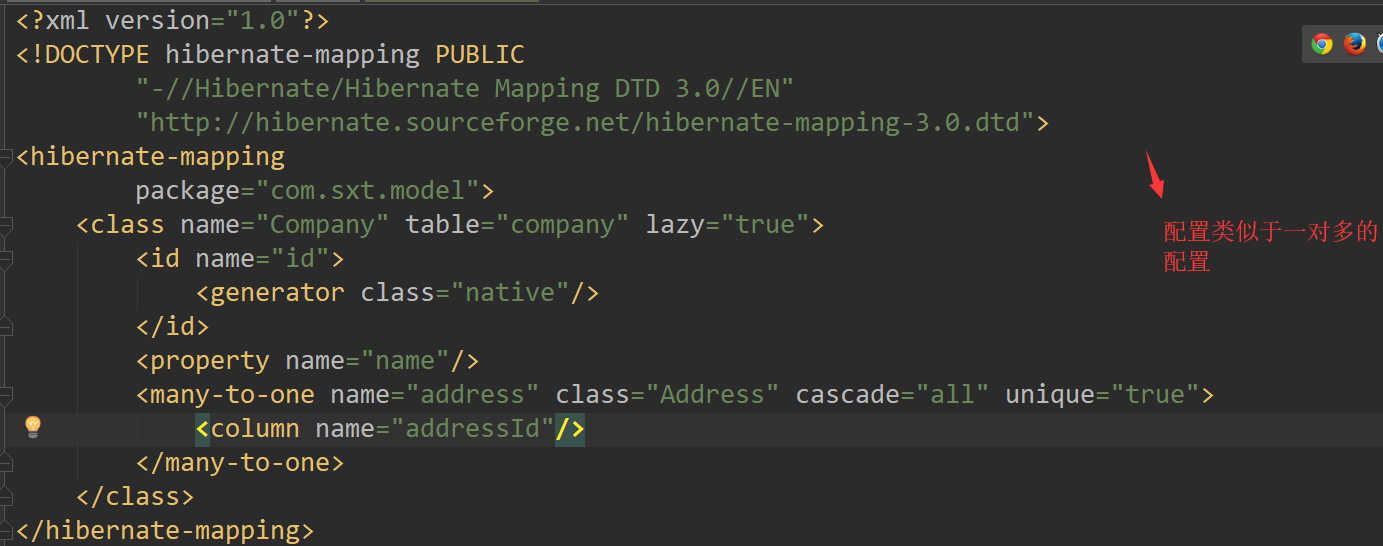 <?xml version="1.0"?>
<!DOCTYPE hibernate-mapping PUBLIC
"-//Hibernate/Hibernate Mapping DTD 3.0//EN"
"http://hibernate.sourceforge.net/hibernate-mapping-3.0.dtd">
<hibernate-mapping
package="com.sxt.model">
<class name="Company" table="company" lazy="true">
<id name="id">
<generator class="native"/>
</id>
<property name="name"/>
<many-to-one name="address" class="Address" cascade="all" unique="true">
<column name="addressId"/>
</many-to-one>
</class>
</hibernate-mapping>
配置类似于一对多的
配置